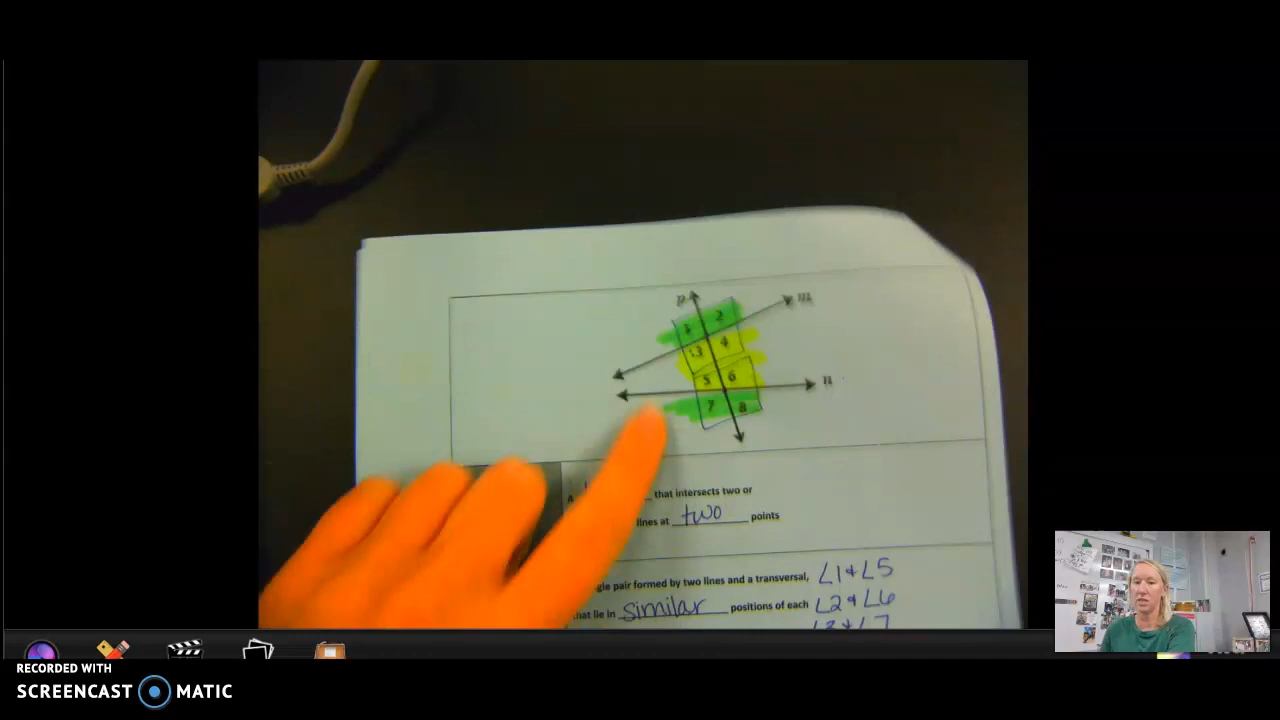 p
m
1 2
3 4
5 6
n
7 8
that intersects two or
lines at two points
gle pair formed by two lines and a transversal, ∠1 & ∠5
hat lie in similar positions of each ∠2 & ∠6
RECORDED WITH
SCREENCAST MATIC